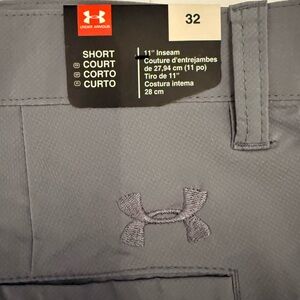 UNDER ARMOUR
32
SHORT
COURT
CORTO
CURTO
11" Inseam
Couture d'entrejambes
de 27,94 cm (11 po)
Tiro de 11"
Costura interna
28 cm